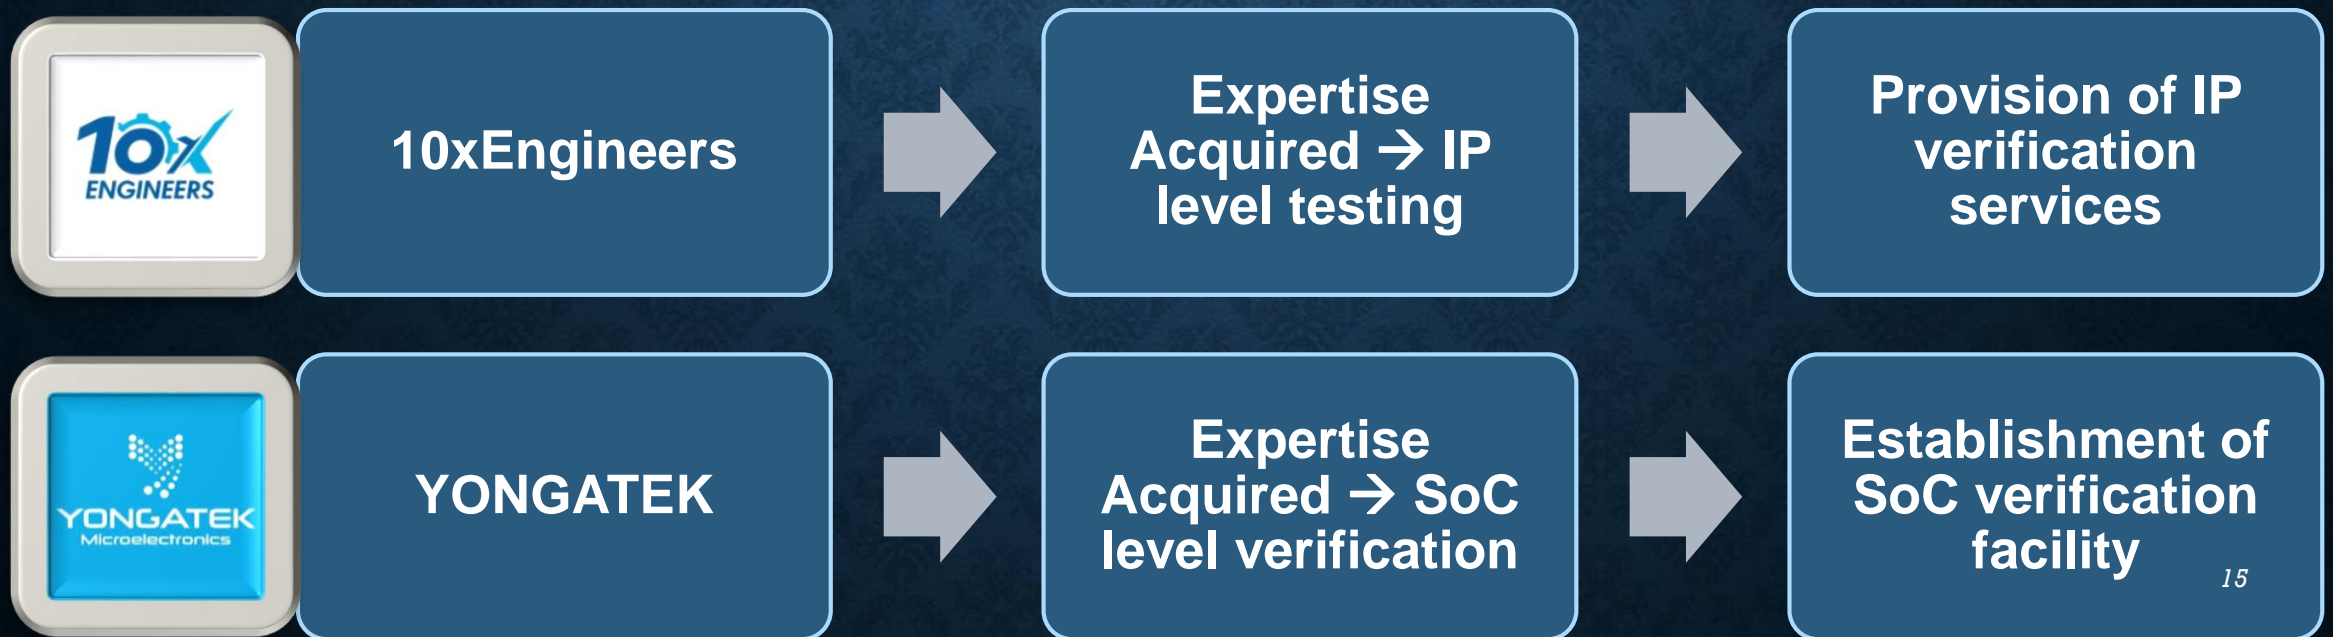 10x
ENGINEERS
10xEngineers
Expertise
Acquired → IP
level testing
Provision of IP
verification
services
YONGATEK
Microelectronics
YONGATEK
Expertise
Acquired → SoC
level verification
Establishment of
SoC verification
facility
15